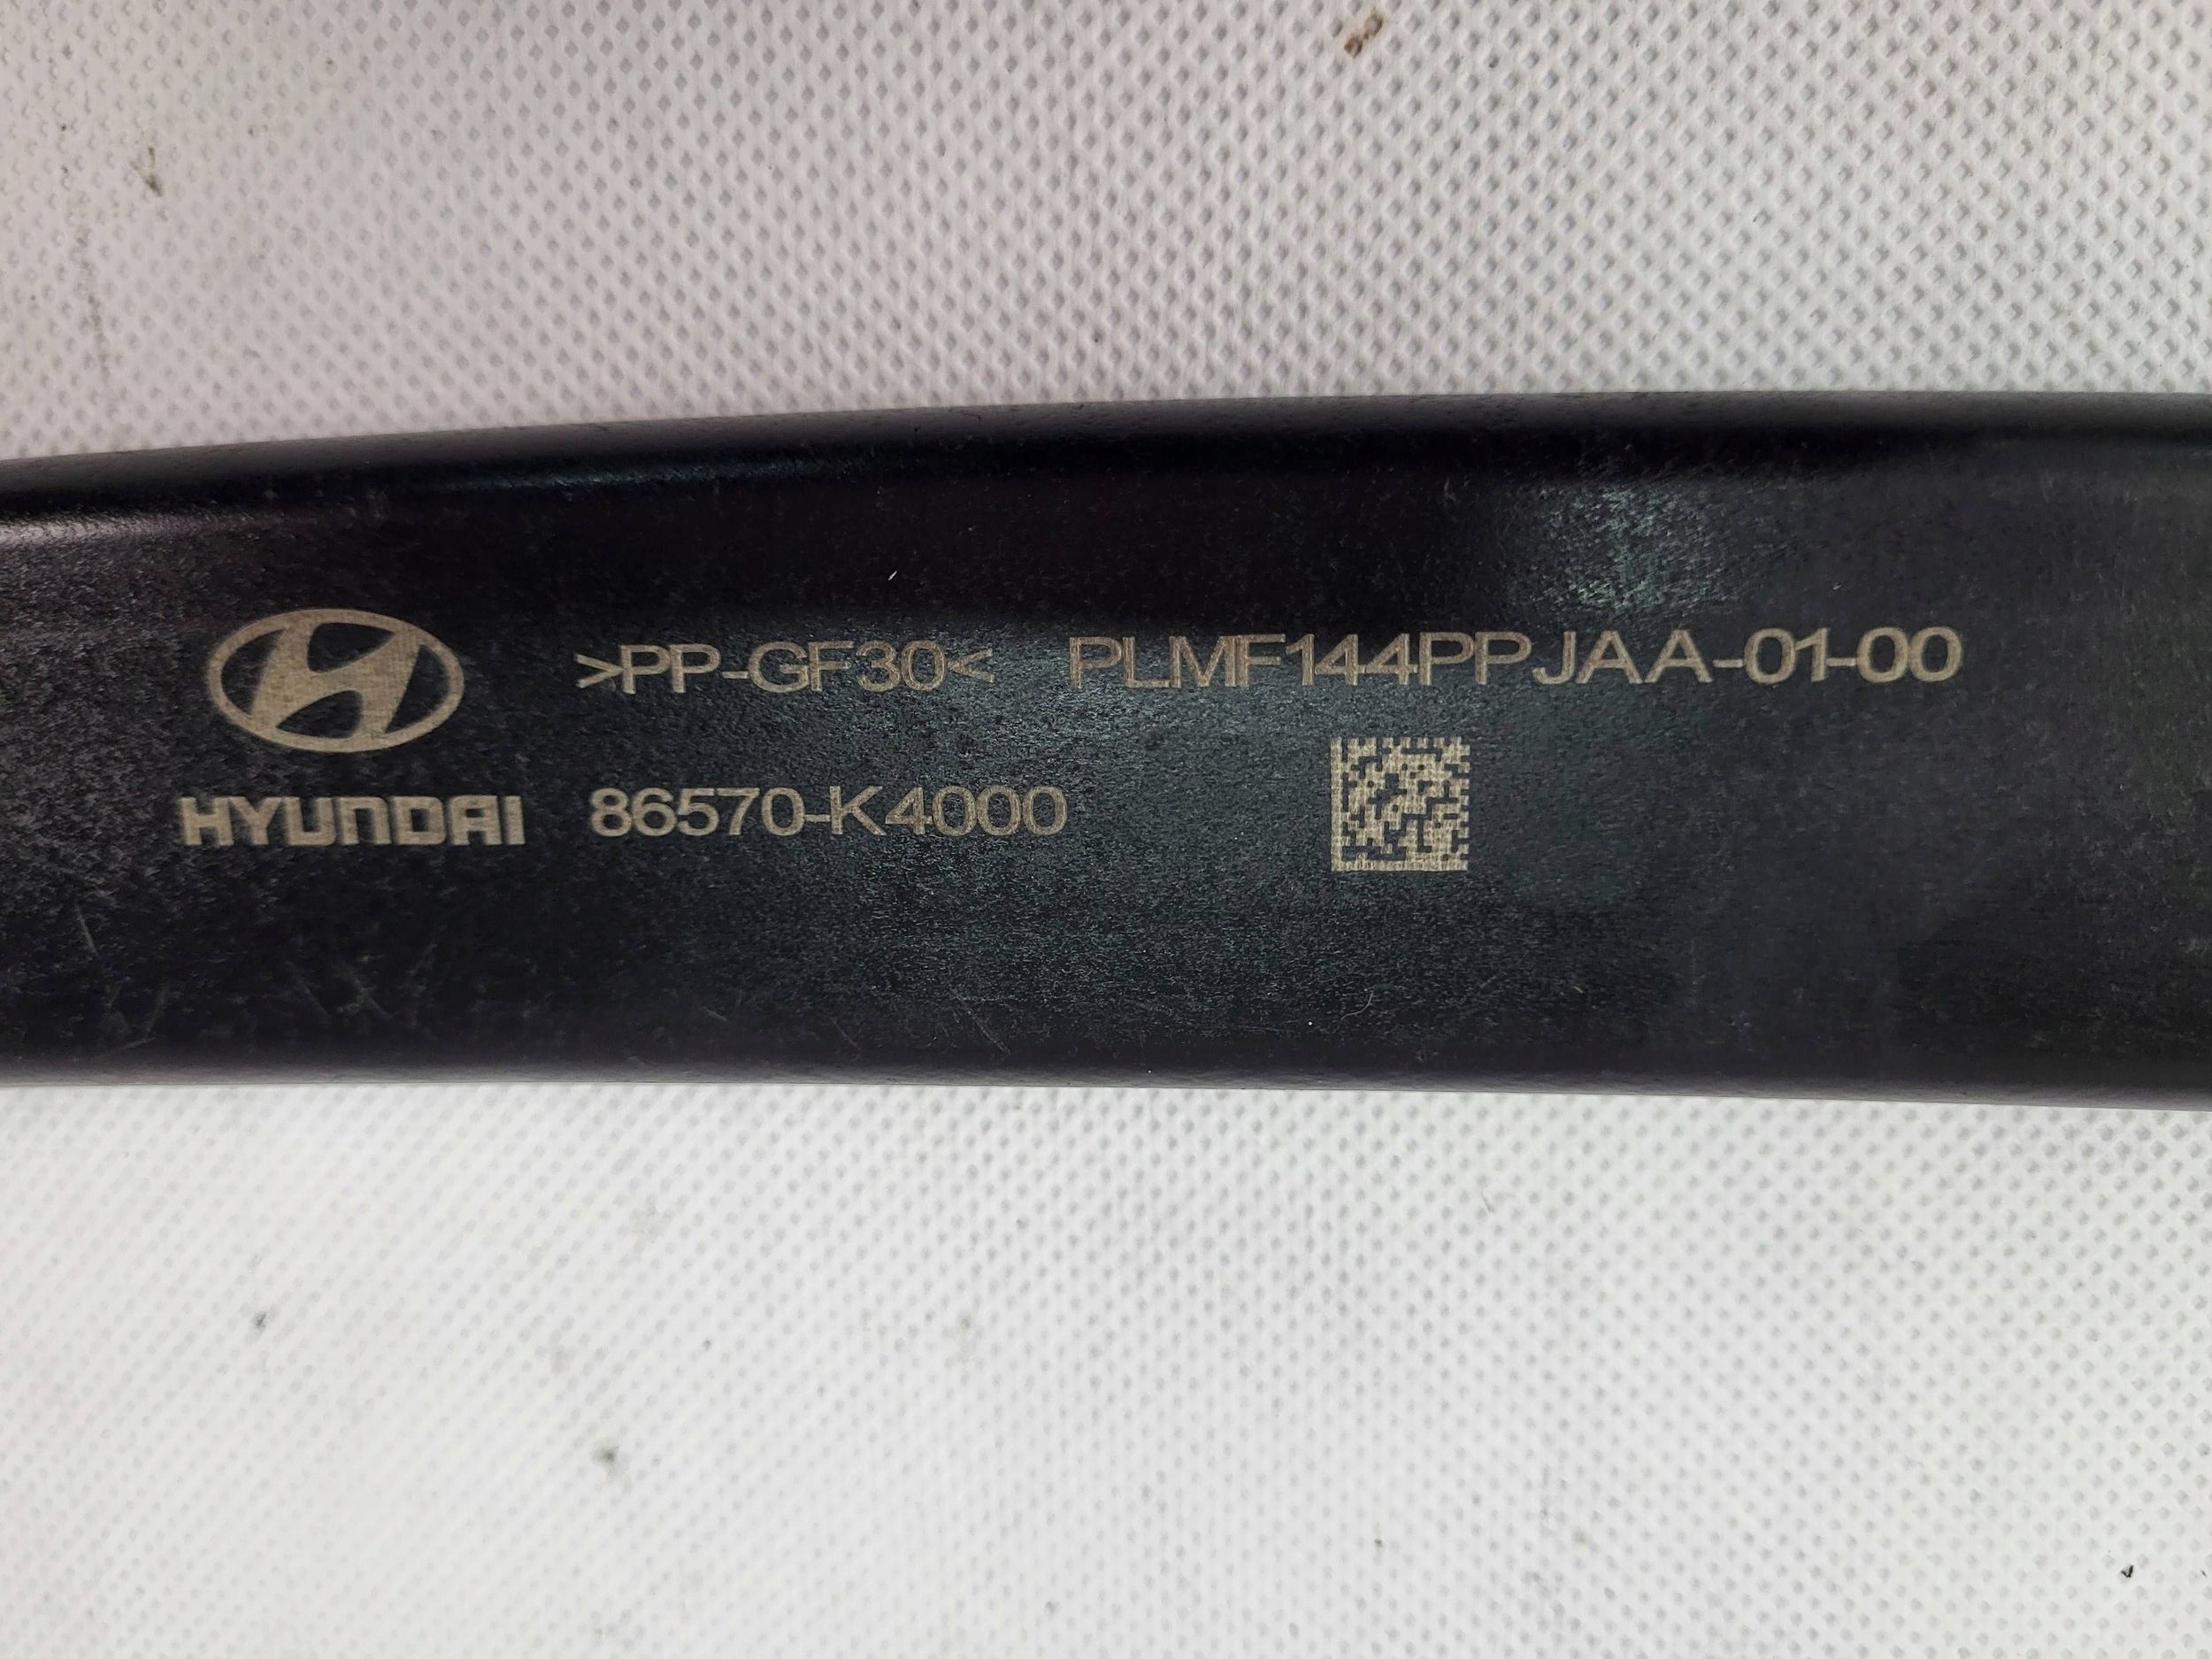 >PP-GF30< PLMF144PPJAA-01-00
HYUNDAI 86570-K4000